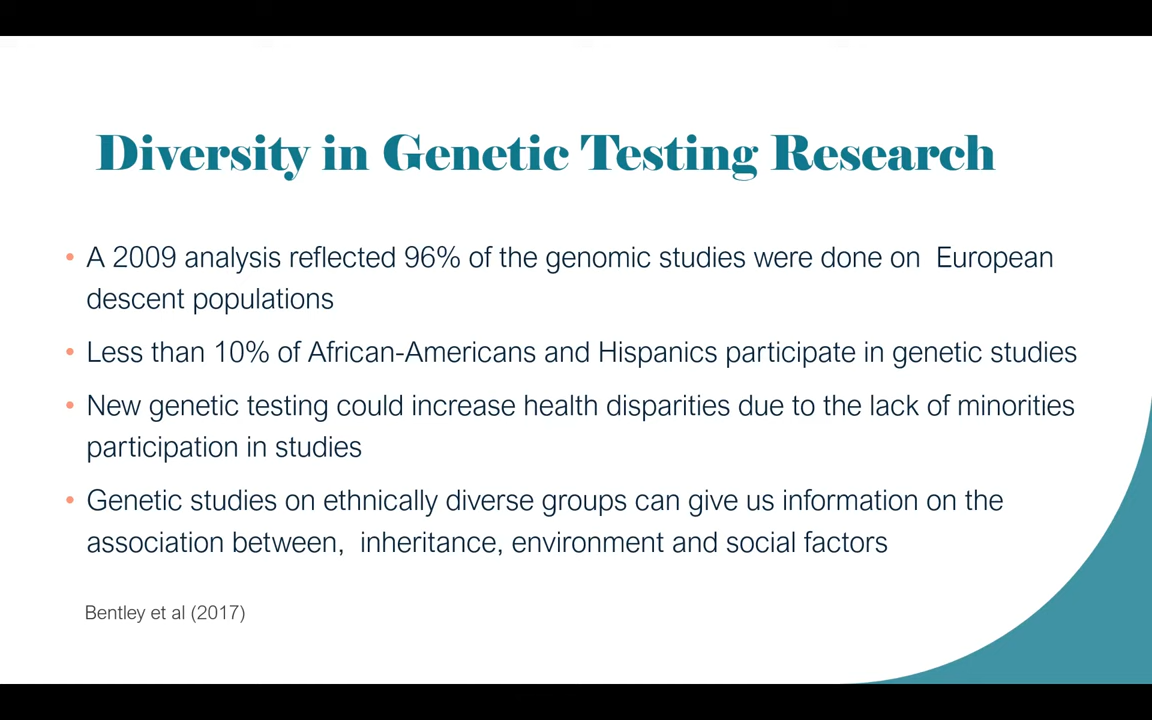 Diversity in Genetic Testing Research
• A 2009 analysis reflected 96% of the genomic studies were done on  European
descent populations
• Less than 10% of African-Americans and Hispanics participate in genetic studies
• New genetic testing could increase health disparities due to the lack of minorities
participation in studies
• Genetic studies on ethnically diverse groups can give us information on the
association between,  inheritance, environment and social factors
Bentley et al (2017)